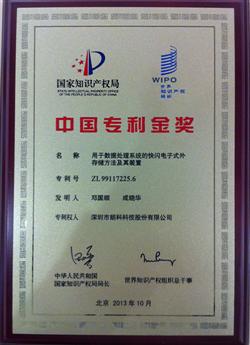 国家知识产权局
STATE INTELLECTUAL PROPERTY OFFICE
OF THE PEOPLE'S REPUBLIC OF CHINA
WIPO
世界
知识产权
组织
中国专利金奖
名 称 用于数据处理系统的快闪电子式外
存储方法及其装置
专 利 号 ZL 99117225.6
发 明 人 邓国顺 成晓华
专利权人 深圳市朗科科技股份有限公司
中华人民共和国
国家知识产权局局长
世界知识产权组织总干事
北京 2013年10月